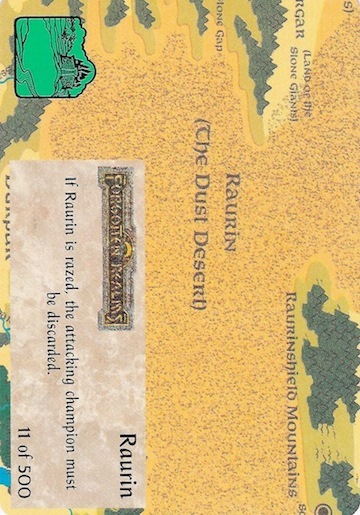 RGAR
(Land of the
Stone Giants)
Stone Gap
Raurin
(The Dust Desert)
Raurinshield Mountains
FORGOTTEN REALMS
Raurin
If Raurin is razed, the attacking champion must
be discarded.
11 of 500